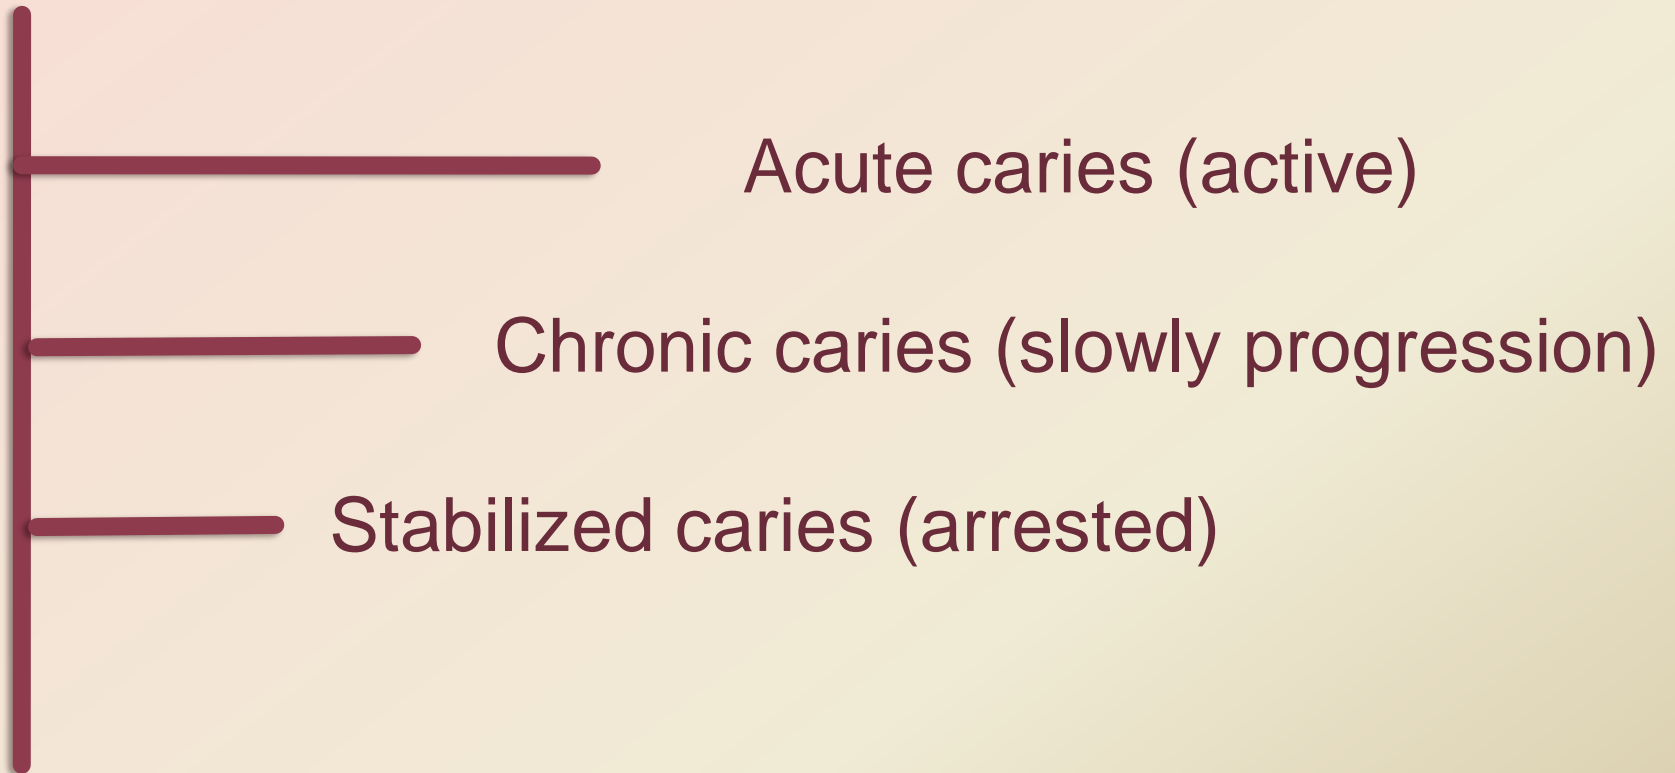 Acute caries (active)
Chronic caries (slowly progression)
Stabilized caries (arrested)